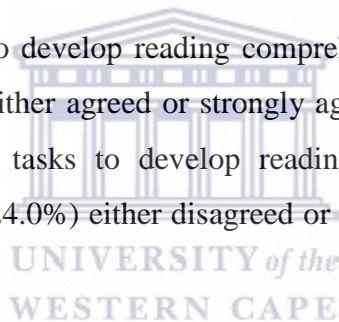 o develop reading compreh
ither agreed or strongly ag
tasks to develop readin
4.0%) either disagreed or
UNIVERSITY of the
WESTERN CAPE